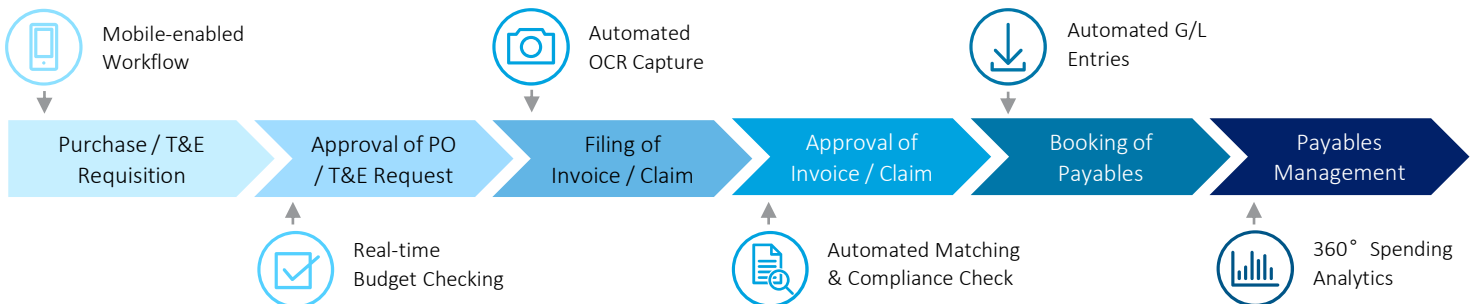 Mobile-enabled
Workflow
Automated
OCR Capture
Automated G/L
Entries
Purchase / T&E
Requisition
Approval of PO
/ T&E Request
Filing of
Invoice / Claim
Approval of
Invoice / Claim
Booking of
Payables
Payables
Management
Real-time
Budget Checking
Automated Matching
& Compliance Check
360° Spending
Analytics